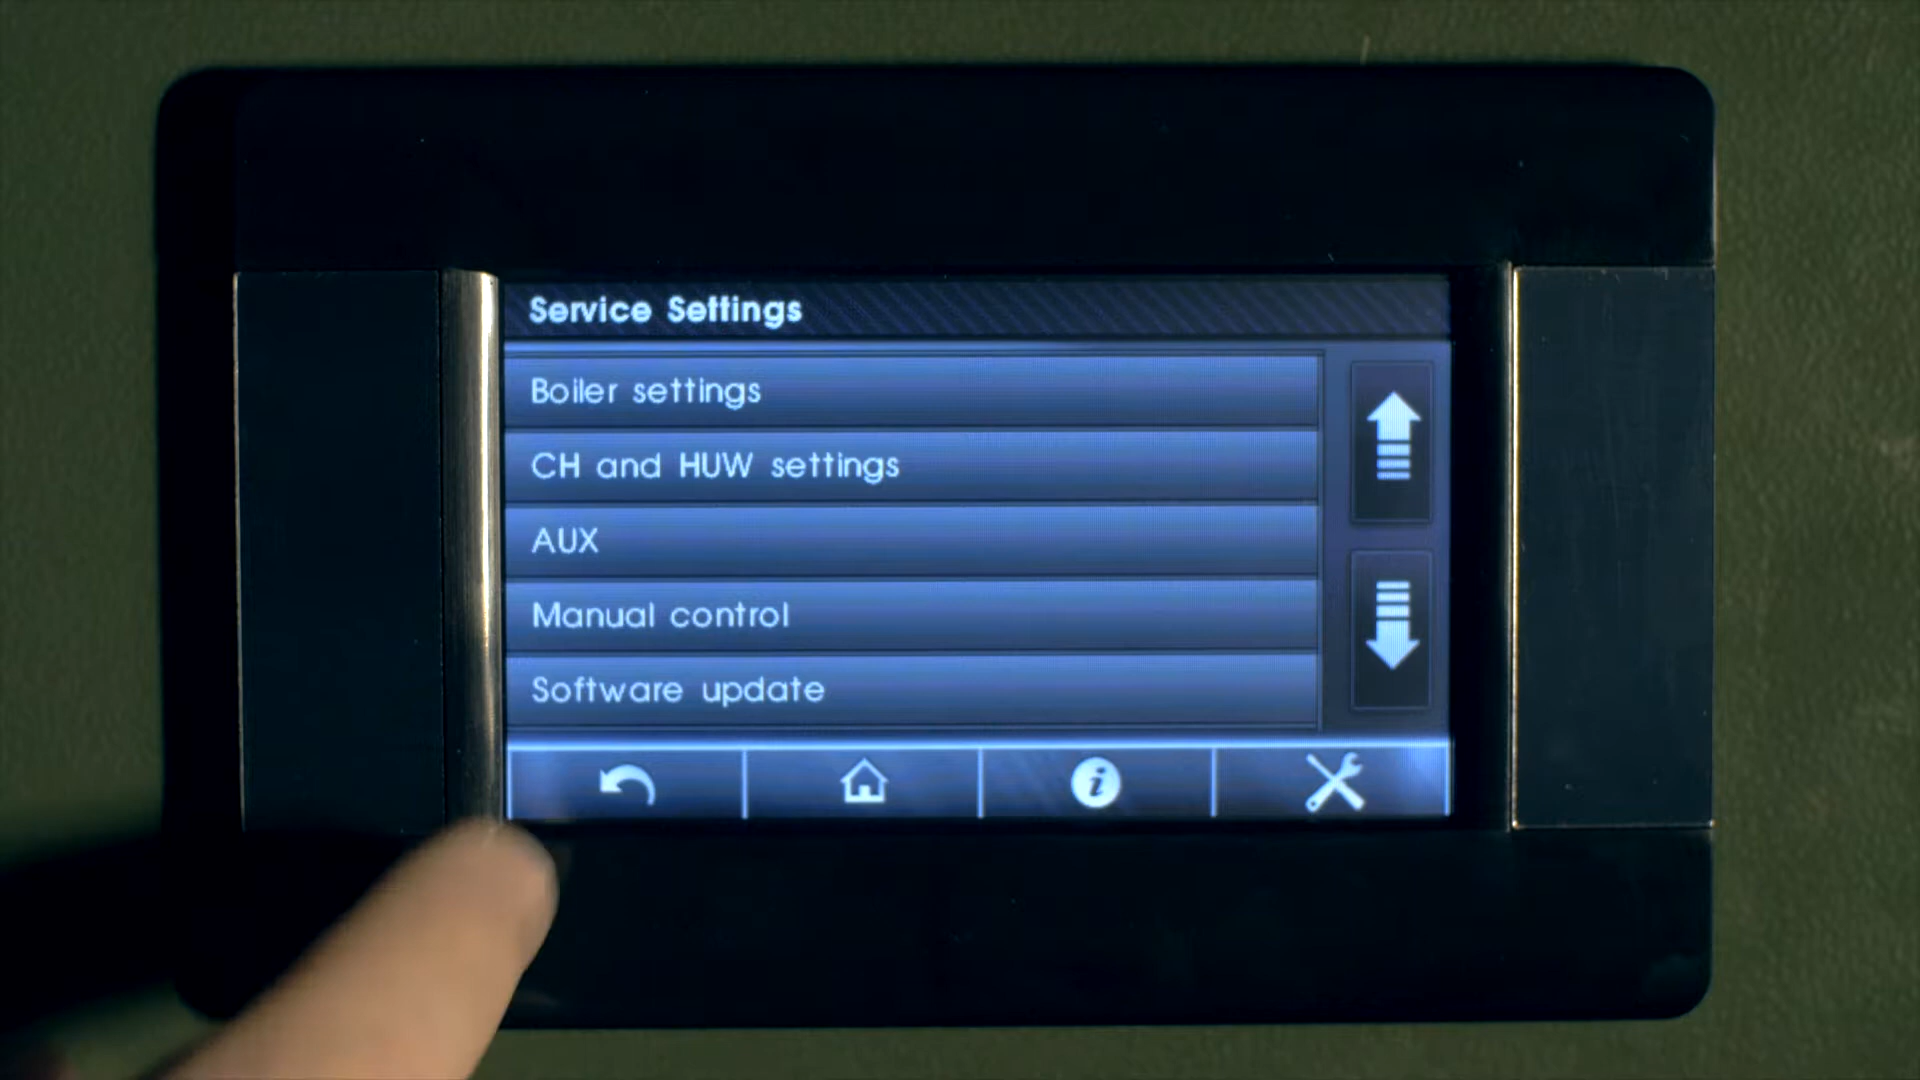 Service Settings
Boiler settings
CH and HUW settings
AUX
Manual control
Software update